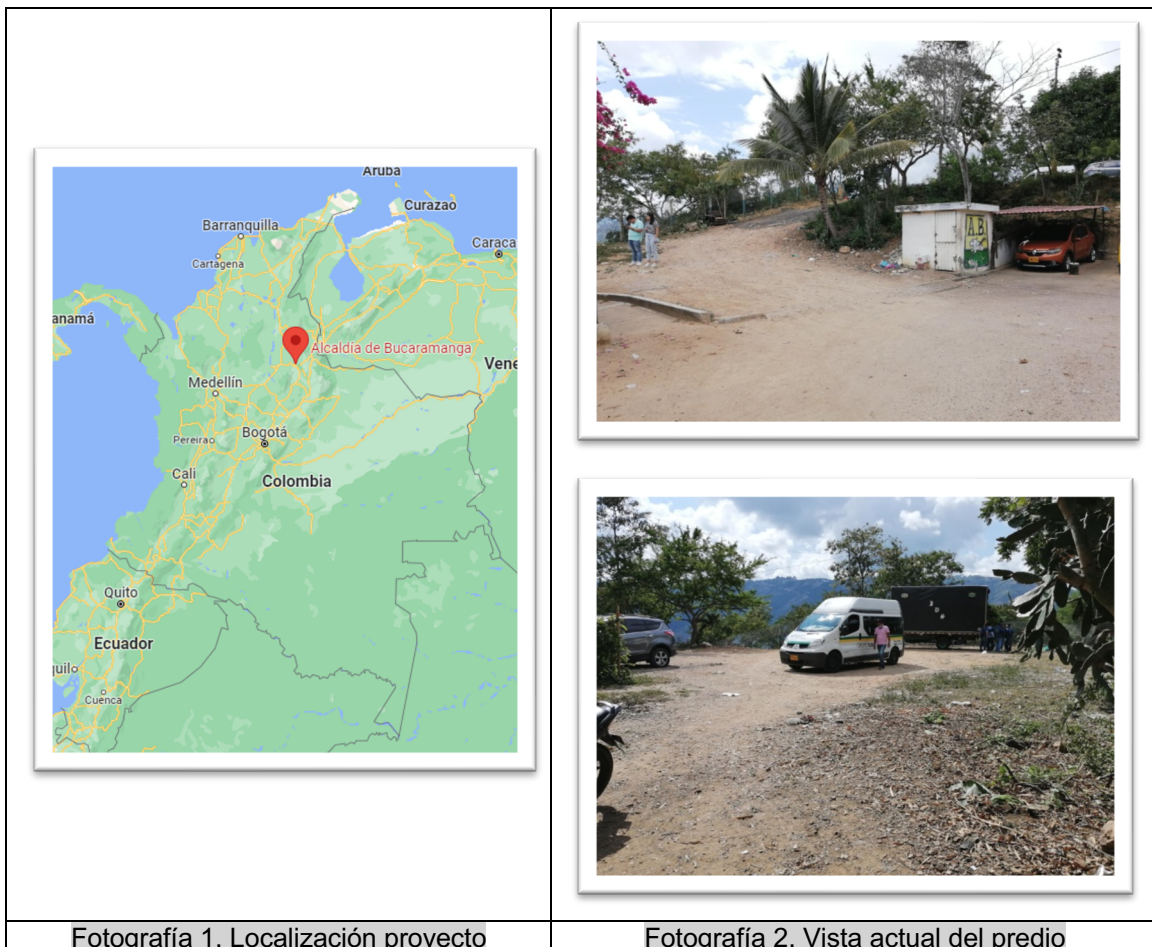 Aruba
Curazao
Barranquilla
Caraca
Cartagena
anamá
Alcaldía de Bucaramanga
Vene
Medellín
Bogotá
Pereira
Cali
Colombia
Quito
Ecuador
quil
Cuenca
A.B.
Fotografía 1. Localización proyecto
Fotografía 2. Vista actual del predio